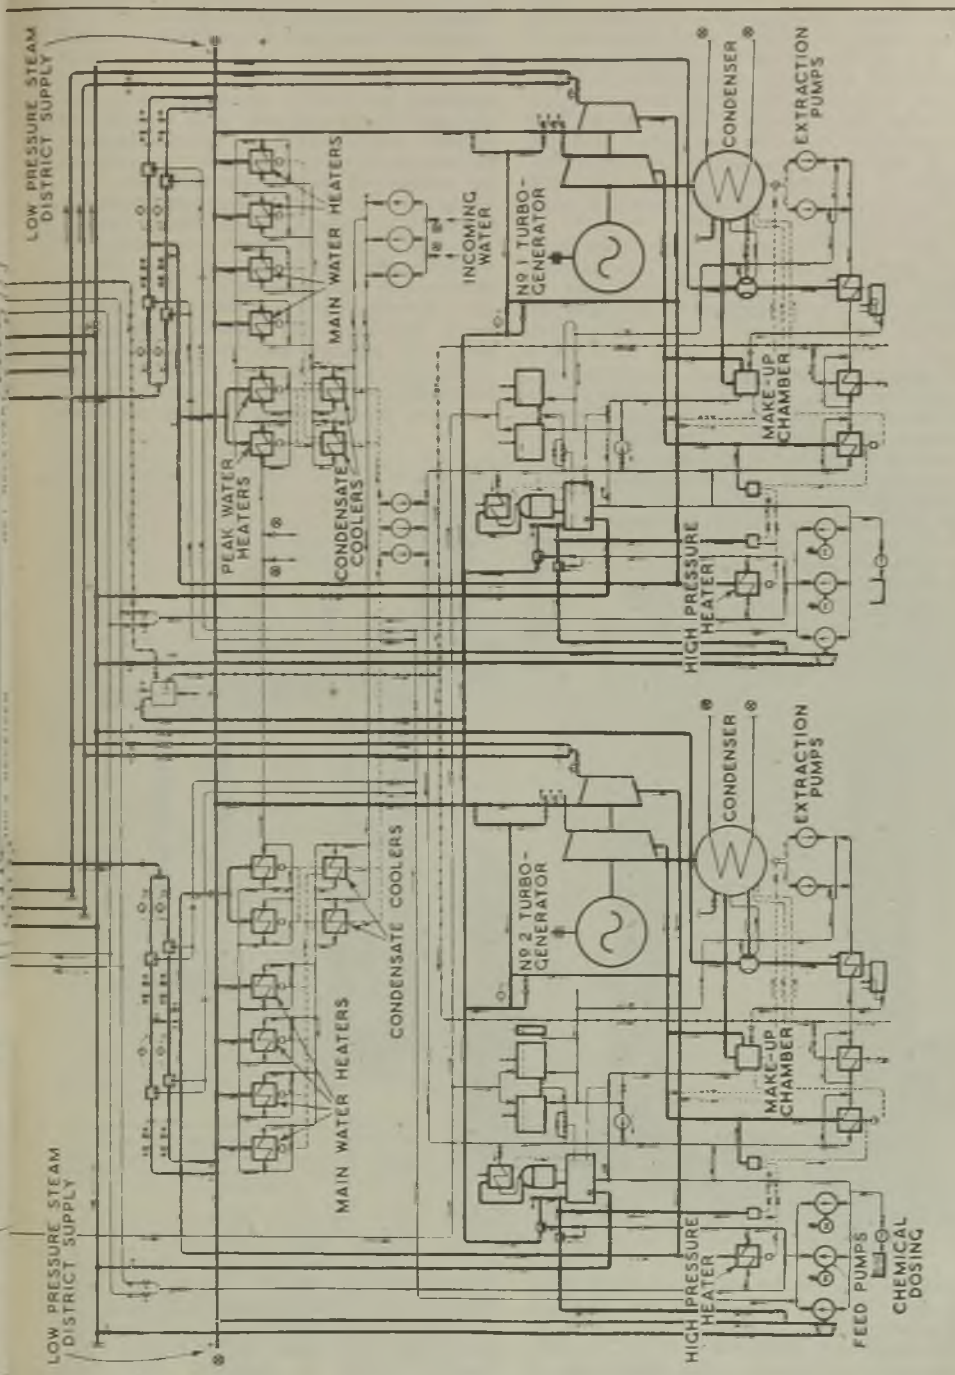 LOW PRESSURE STEAM
DISTRICT SUPPLY
LOW PRESSURE STEAM
DISTRICT SUPPLY
MAIN WATER HEATERS
CONDENSATE COOLERS
PEAK WATER
HEATERS
CONDENSATE
COOLERS
MAIN WATER HEATERS
INCOMING
WATER
Nº 2 TURBO-
GENERATOR
Nº 1 TURBO-
GENERATOR
HIGH PRESSURE
HEATER
MAKE-UP
CHAMBER
CONDENSER
EXTRACTION
PUMPS
HIGH PRESSURE
HEATER
MAKE-UP
CHAMBER
CONDENSER
EXTRACTION
PUMPS
FEED PUMPS
CHEMICAL
DOSING